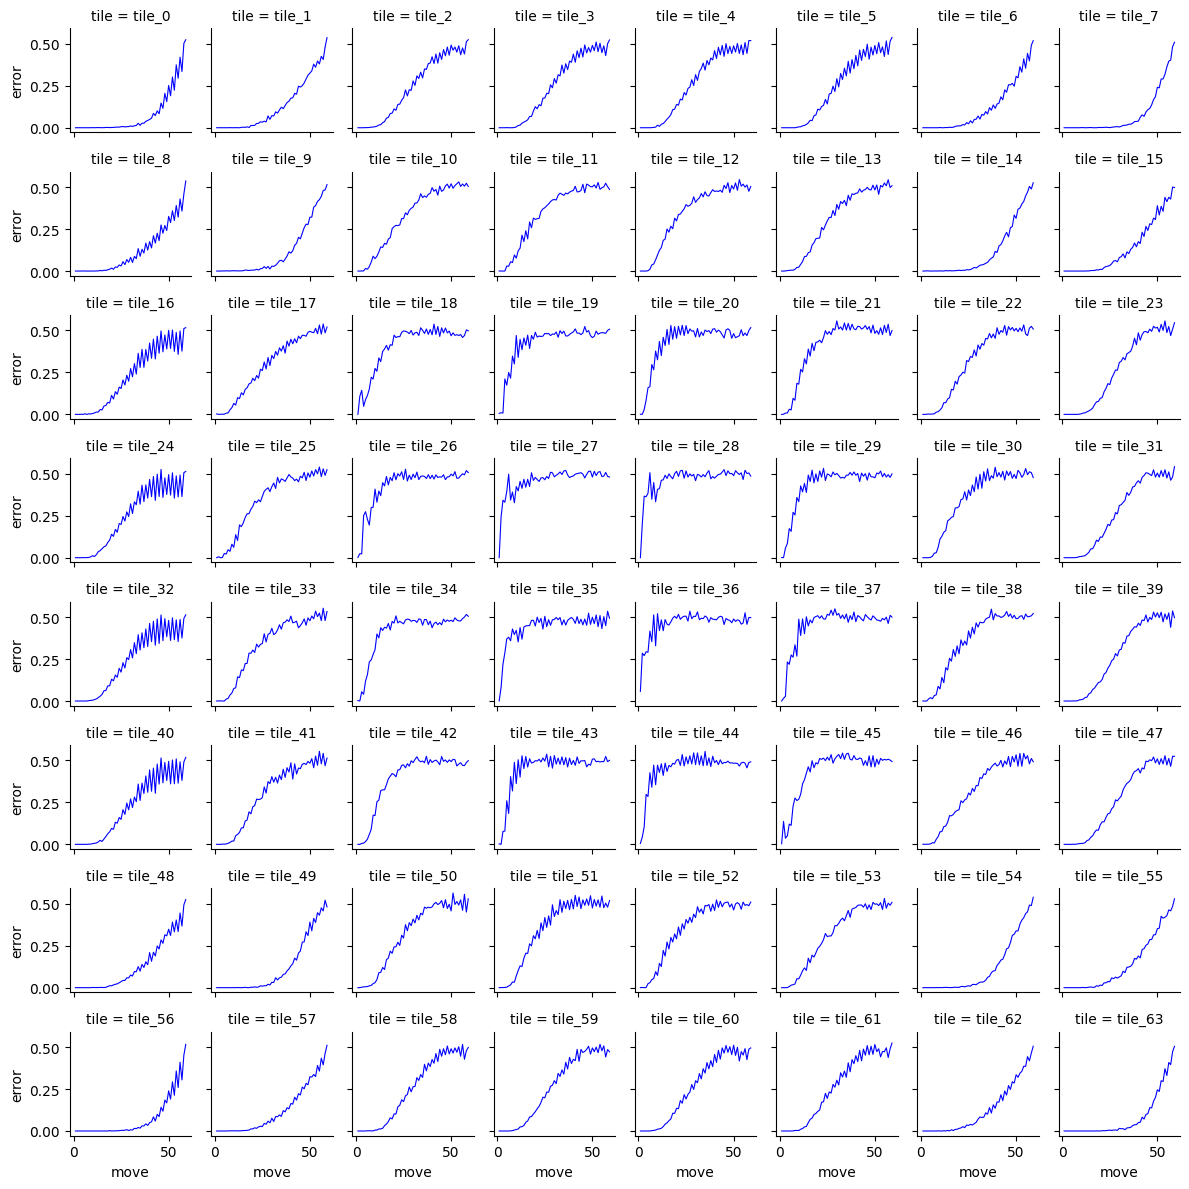 tile = tile_0 tile = tile_1 tile = tile_2 tile = tile_3 tile = tile_4 tile = tile_5 tile = tile_6 tile = tile_7
0.50
0.25
0.00
error
tile = tile_8 tile = tile_9 tile = tile_10 tile = tile_11 tile = tile_12 tile = tile_13 tile = tile_14 tile = tile_15
0.50
0.25
0.00
error
tile = tile_16 tile = tile_17 tile = tile_18 tile = tile_19 tile = tile_20 tile = tile_21 tile = tile_22 tile = tile_23
0.50
0.25
0.00
error
tile = tile_24 tile = tile_25 tile = tile_26 tile = tile_27 tile = tile_28 tile = tile_29 tile = tile_30 tile = tile_31
0.50
0.25
0.00
error
tile = tile_32 tile = tile_33 tile = tile_34 tile = tile_35 tile = tile_36 tile = tile_37 tile = tile_38 tile = tile_39
0.50
0.25
0.00
error
tile = tile_40 tile = tile_41 tile = tile_42 tile = tile_43 tile = tile_44 tile = tile_45 tile = tile_46 tile = tile_47
0.50
0.25
0.00
error
tile = tile_48 tile = tile_49 tile = tile_50 tile = tile_51 tile = tile_52 tile = tile_53 tile = tile_54 tile = tile_55
0.50
0.25
0.00
error
tile = tile_56 tile = tile_57 tile = tile_58 tile = tile_59 tile = tile_60 tile = tile_61 tile = tile_62 tile = tile_63
0.50
0.25
0.00
error
0 50 0 50 0 50 0 50 0 50 0 50 0 50 0 50
move move move move move move move move